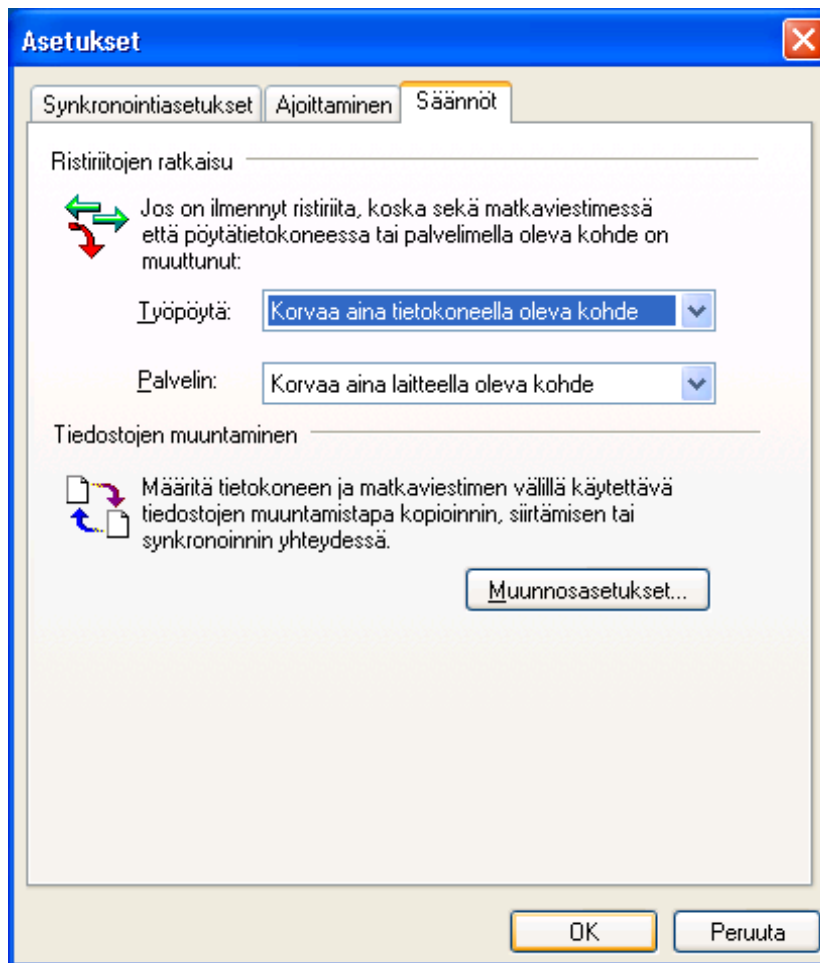 Asetukset
Synkronointiasetukset Ajoittaminen Säännöt
Ristiriitojen ratkaisu
Jos on ilmennyt ristiriita, koska sekä matkaviestimessä
että pöytätietokoneessa tai palvelimella oleva kohde on
muuttunut:
Työpöytä: Korvaa aina tietokoneella oleva kohde
Palvelin: Korvaa aina laitteella oleva kohde
Tiedostojen muuntaminen
Määritä tietokoneen ja matkaviestimen välillä käytettävä
tiedostojen muuntamistapa kopioinnin, siirtämisen tai
synkronoinnin yhteydessä.
Muunnosasetukset...
OK Peruuta